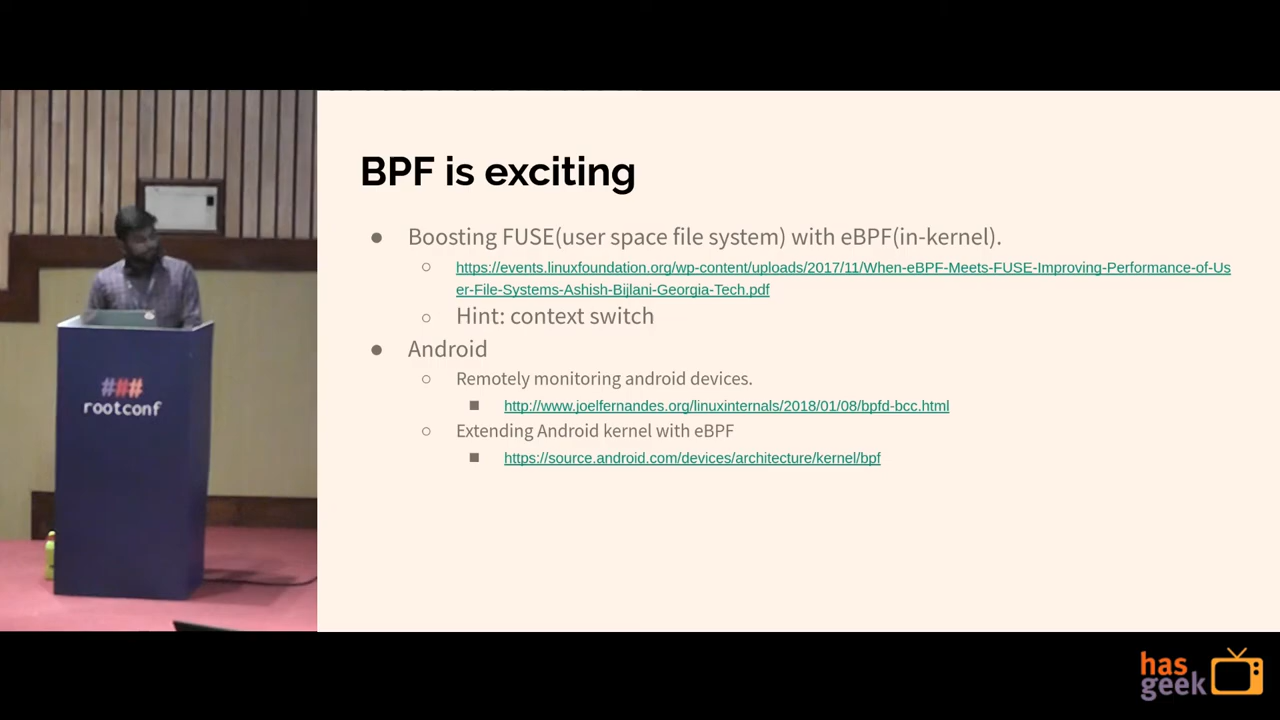 BPF is exciting
Boosting FUSE(user space file system) with eBPF(in-kernel).
https://events.linuxfoundation.org/wp-content/uploads/2017/11/When-eBPF-Meets-FUSE-Improving-Performance-of-Us
er-File-Systems-Ashish-Bijlani-Georgia-Tech.pdf
Hint: context switch
Android
Remotely monitoring android devices.
http://www.joelfernandes.org/linuxinternals/2018/01/08/bpfd-bcc.html
Extending Android kernel with eBPF
https://source.android.com/devices/architecture/kernel/bpf
###
rootconf
has
geek